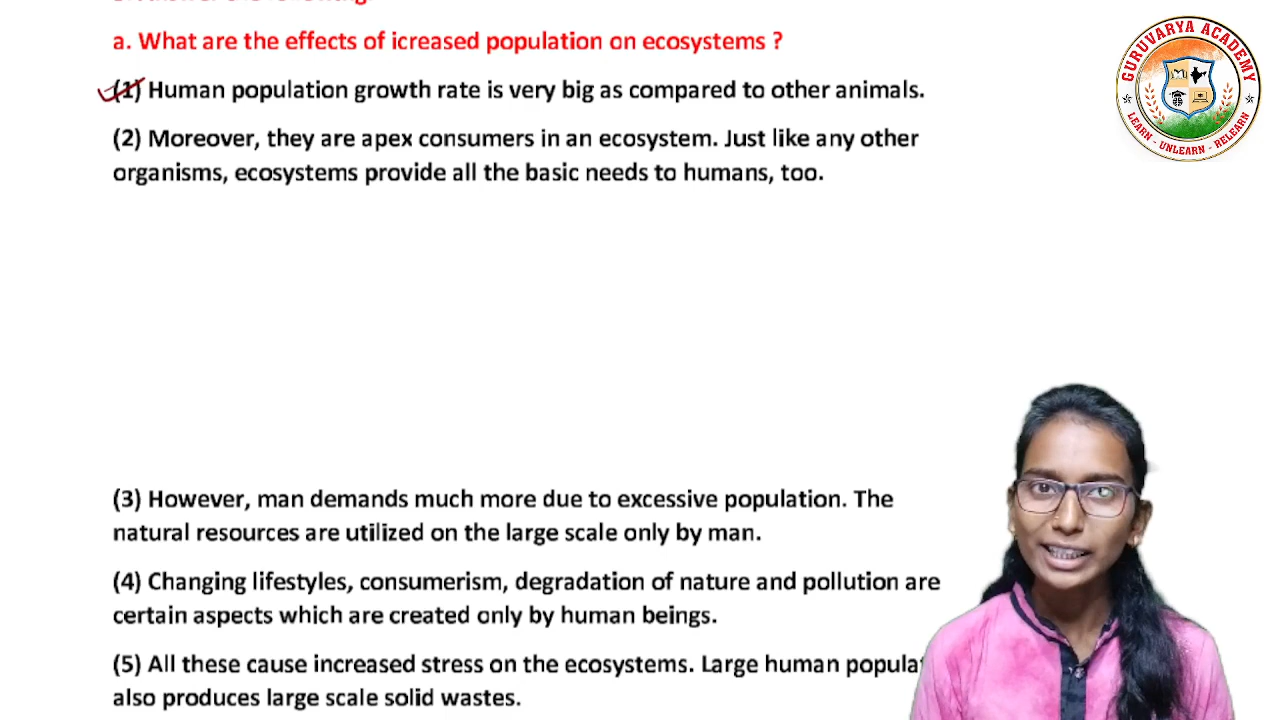 a. What are the effects of icreased population on ecosystems ?
(1) Human population growth rate is very big as compared to other animals.
(2) Moreover, they are apex consumers in an ecosystem. Just like any other
organisms, ecosystems provide all the basic needs to humans, too.
(3) However, man demands much more due to excessive population. The
natural resources are utilized on the large scale only by man.
(4) Changing lifestyles, consumerism, degradation of nature and pollution are
certain aspects which are created only by human beings.
(5) All these cause increased stress on the ecosystems. Large human popula
also produces large scale solid wastes.
GURUVARYA ACADEMY
LEARN - UNLEARN - RELEARN